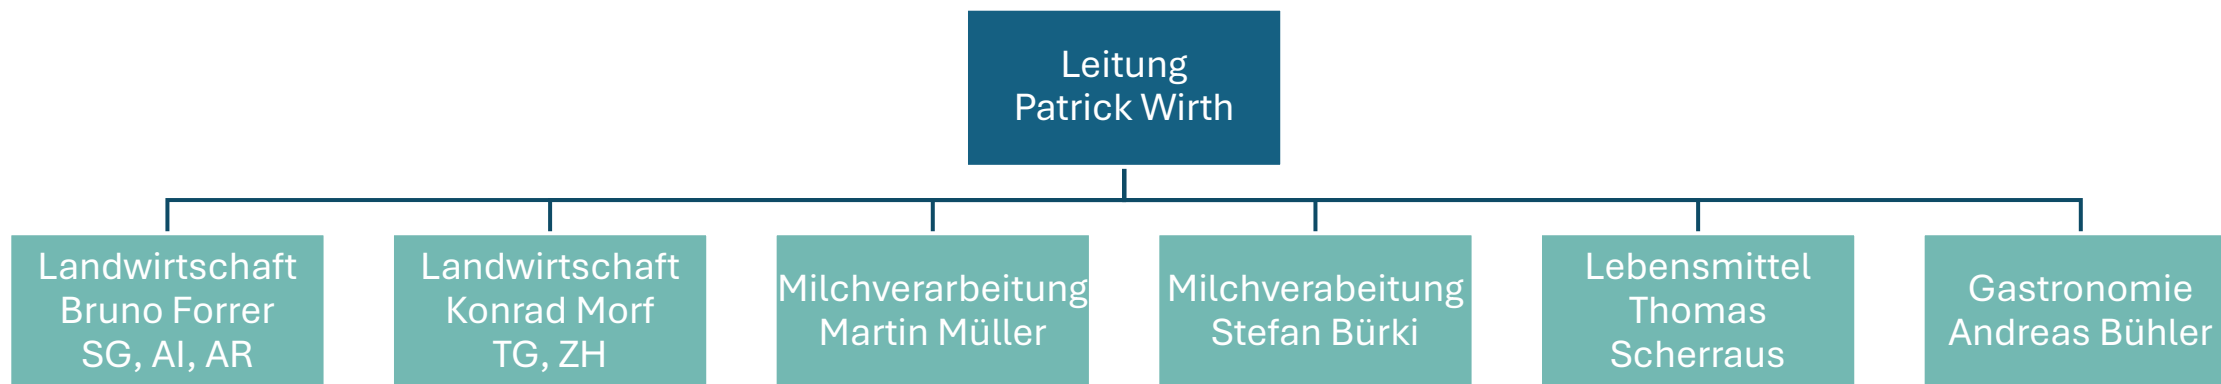 Leitung
Patrick Wirth
Landwirtschaft
Bruno Forrer
SG, AI, AR
Landwirtschaft
Konrad Morf
TG, ZH
Milchverarbeitung
Martin Müller
Milchverabeitung
Stefan Bürki
Lebensmittel
Thomas
Scherraus
Gastronomie
Andreas Bühler